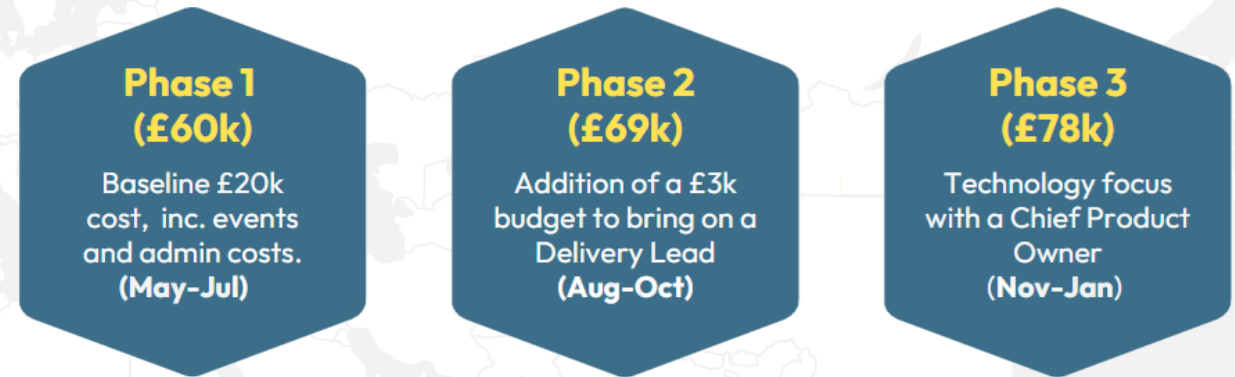 Phase 1
(£60k)
Baseline £20k
cost, inc. events
and admin costs.
(May-Jul)
Phase 2
(£69k)
Addition of a £3k
budget to bring on a
Delivery Lead
(Aug-Oct)
Phase 3
(£78k)
Technology focus
with a Chief Product
Owner
(Nov-Jan)